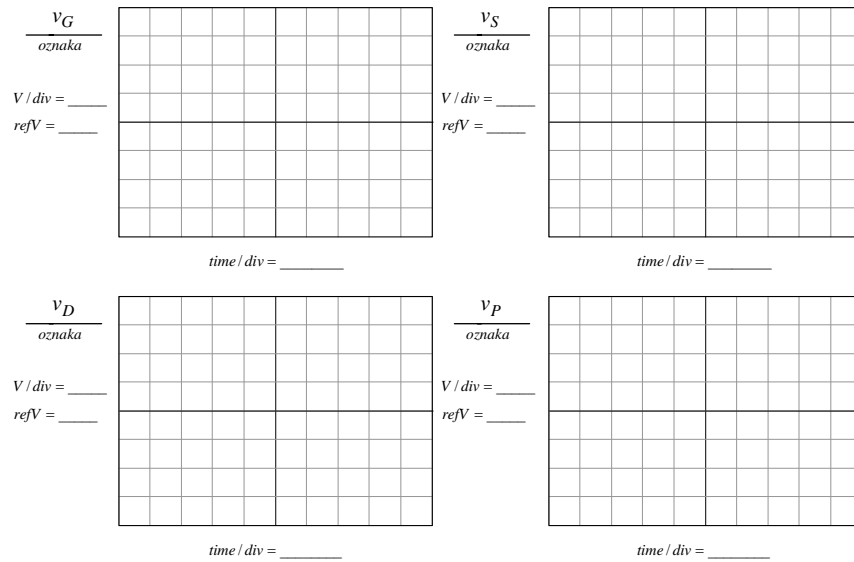 v_G
oznaka
V / div = _____
refV = _____
time / div = ________
v_S
oznaka
V / div = _____
refV = _____
time / div = ________
v_D
oznaka
V / div = _____
refV = _____
time / div = ________
v_P
oznaka
V / div = _____
refV = _____
time / div = ________